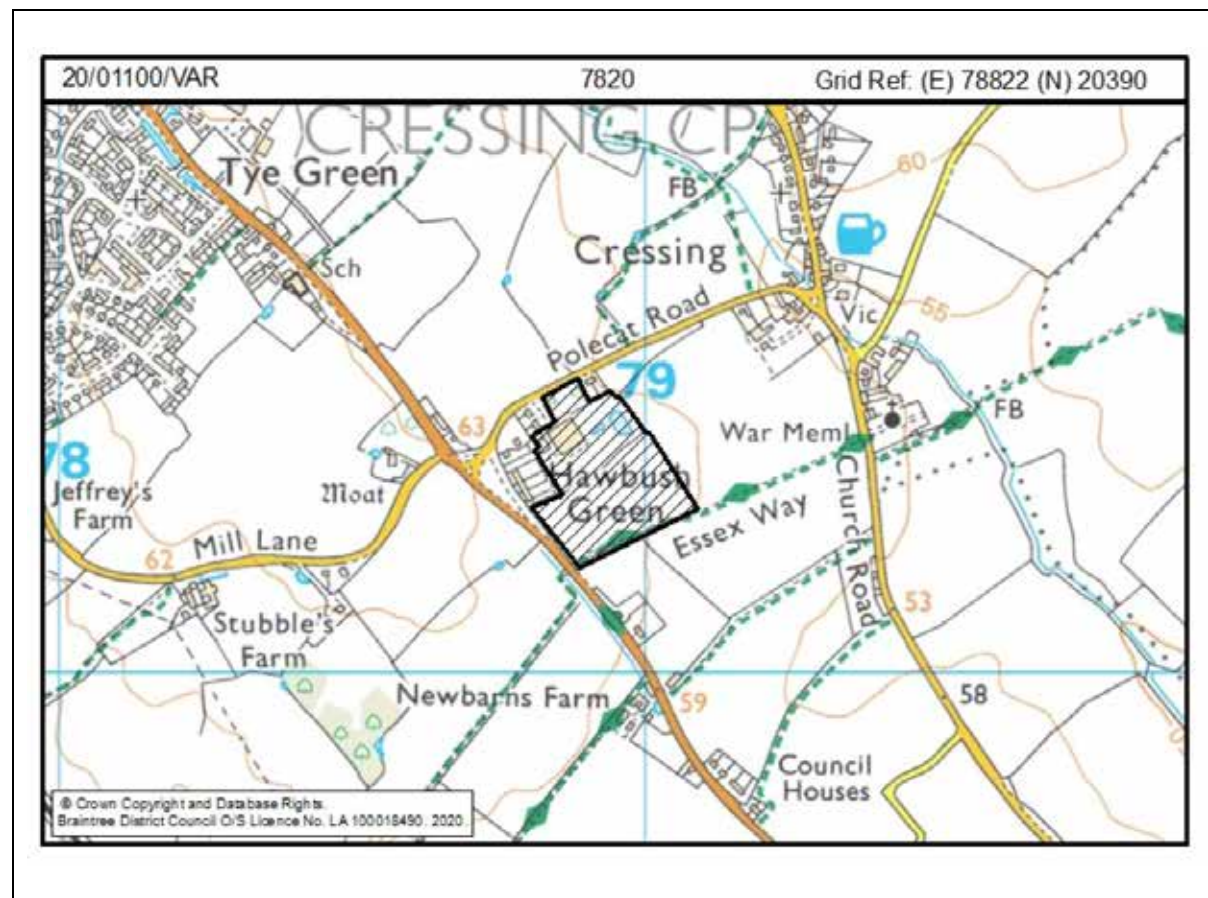 20/01100/VAR 7820 Grid Ref: (E) 78822 (N) 20390
CRESSING CP
Tye Green
60
FB
Sch
Cressing
Vic
55
Polecat Road
79
63
War Meml
FB
78
Jeffrey's
Farm
Moat
Hawbush
Green
Essex Way
Church Road
62
Mill Lane
53
Stubble's
Farm
Newbarns Farm
59
58
Council
Houses
© Crown Copyright and Database Rights.
Braintree District Council O/S Licence No. LA 100018490. 2020.